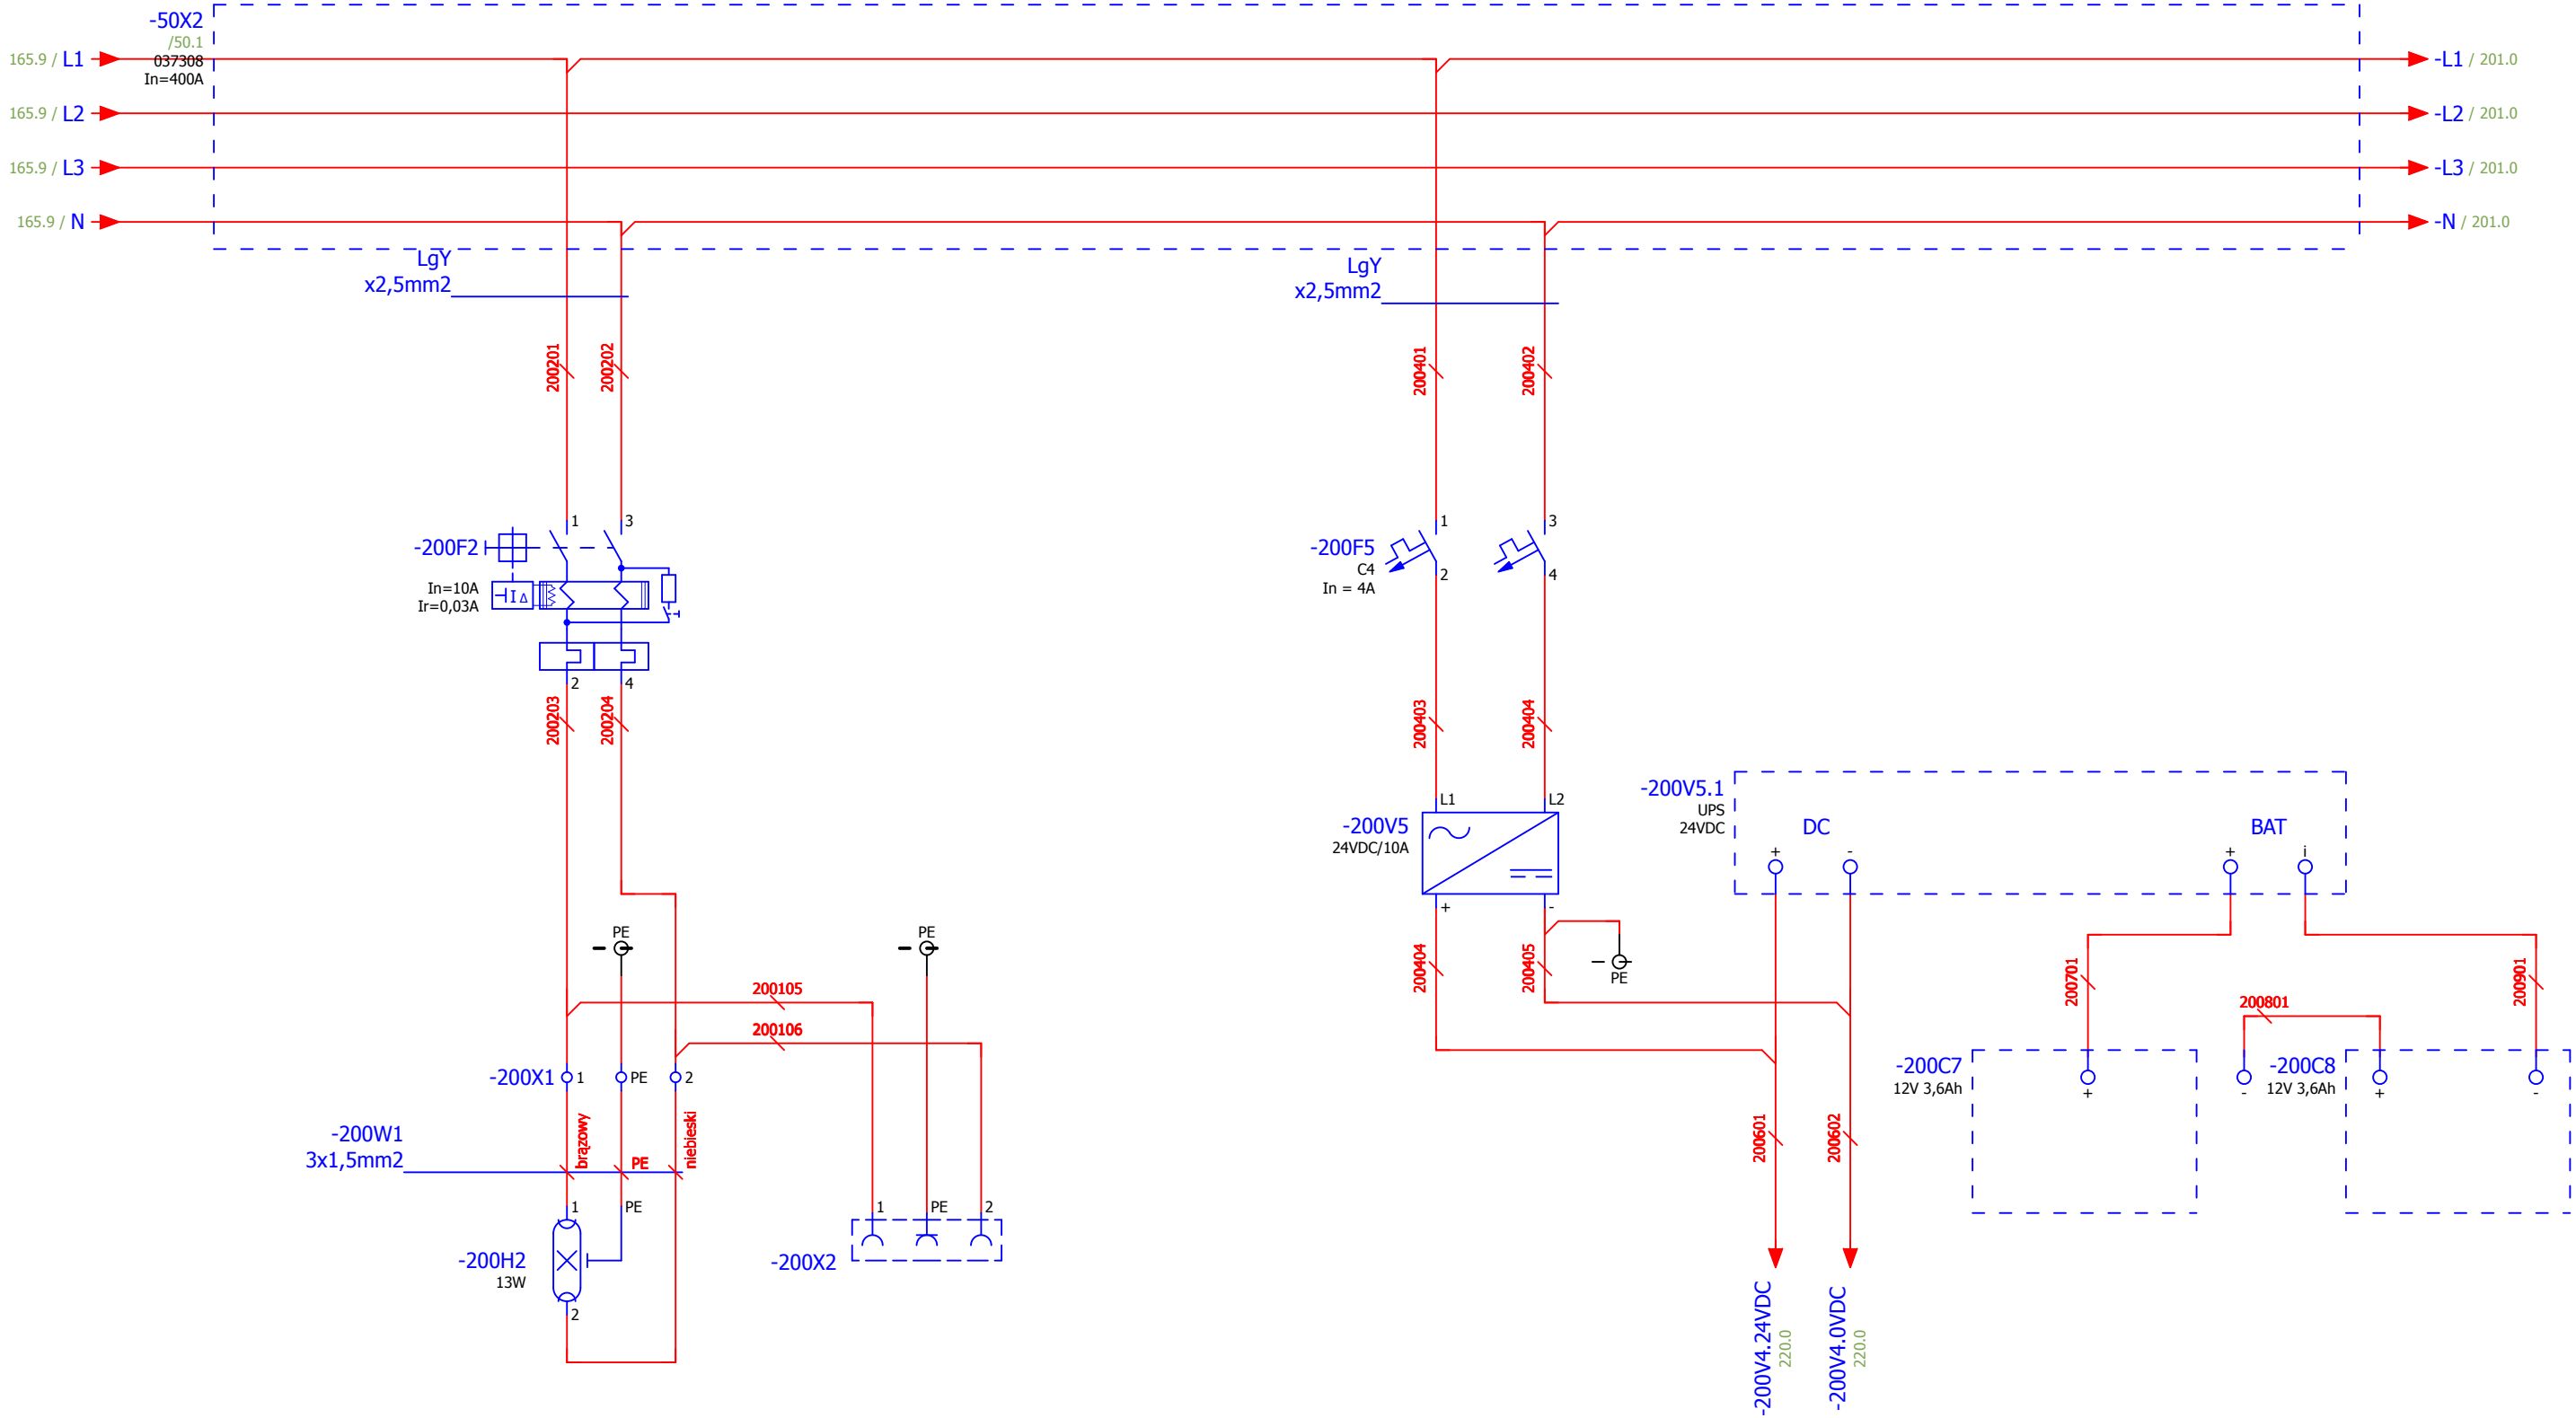 -50X2
/50.1
037308
In=400A
165.9 / L1
-L1 / 201.0
165.9 / L2
-L2 / 201.0
165.9 / L3
-L3 / 201.0
165.9 / N
-N / 201.0
LgY
x2,5mm2
LgY
x2,5mm2
200201
200202
200401
200402
1
3
-200F2
In=10A
Ir=0,03A
I Δ
2
4
1
3
-200F5
C4
In = 4A
2
4
200203
200204
200403
200404
-200V5
24VDC/10A
L1
L2
+
-
-200V5.1
UPS
24VDC
DC
BAT
+
-
+
i
PE
PE
PE
200404
200405
200105
200106
200701
200801
200901
-200X1
1
PE
2
-200C7
12V 3,6Ah
+
-
-200C8
12V 3,6Ah
+
-
-200W1
3x1,5mm2
brązowy
PE
niebieski
200601
200602
1
PE
-200H2
13W
2
1
PE
2
-200X2
-200V4.24VDC
220.0
-200V4.0VDC
220.0